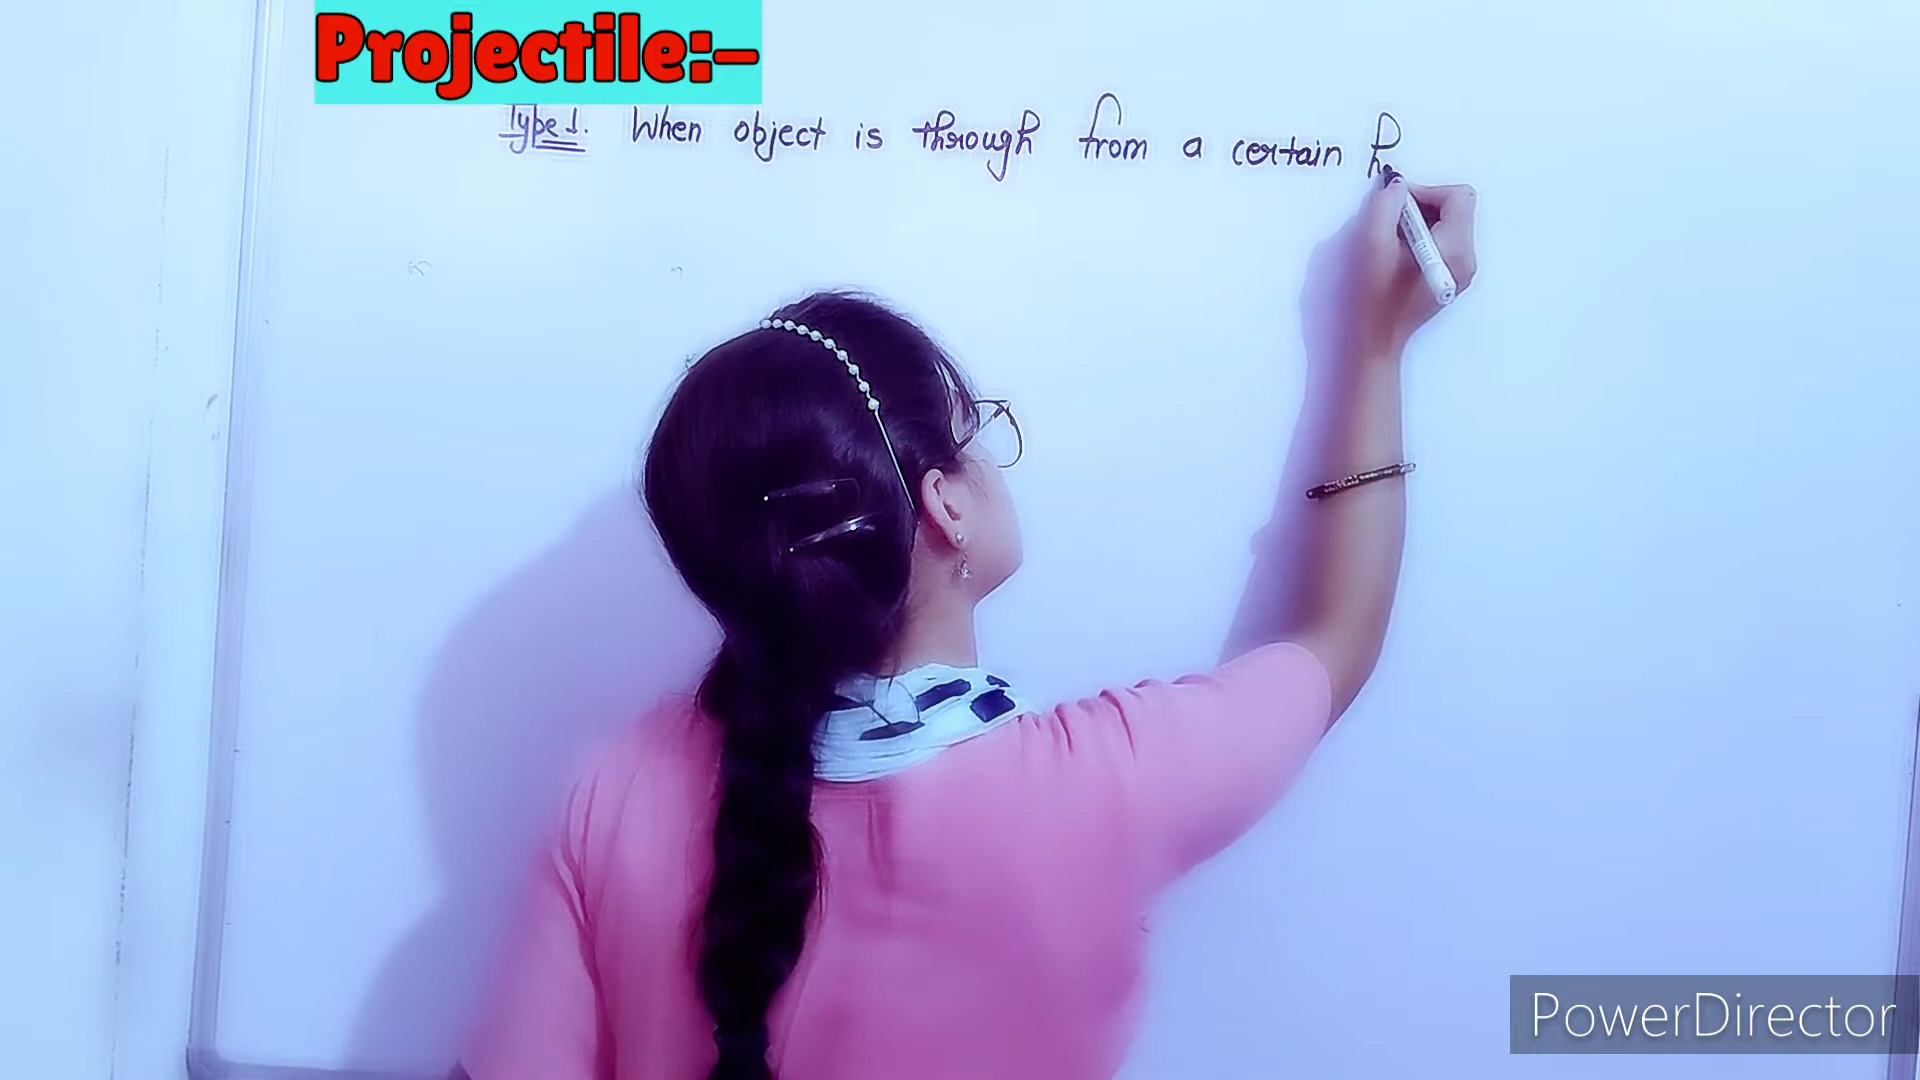 Projectile:–
Type 1. When object is through from a certain
PowerDirector